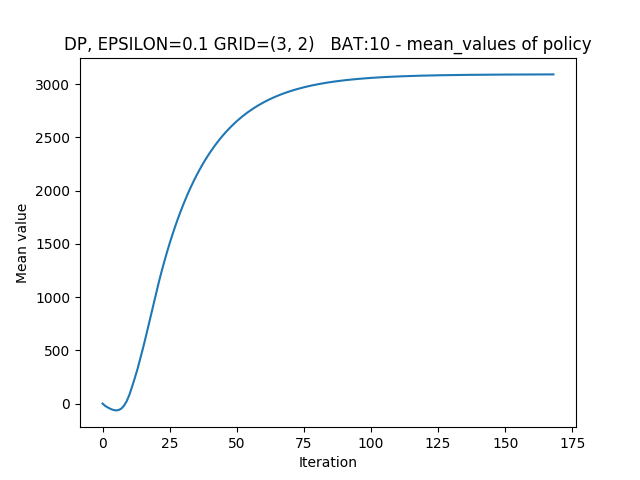 DP, EPSILON=0.1 GRID=(3, 2)   BAT:10 - mean_values of policy
3000
2500
2000
1500
1000
500
0
Mean value
0 25 50 75 100 125 150 175
Iteration